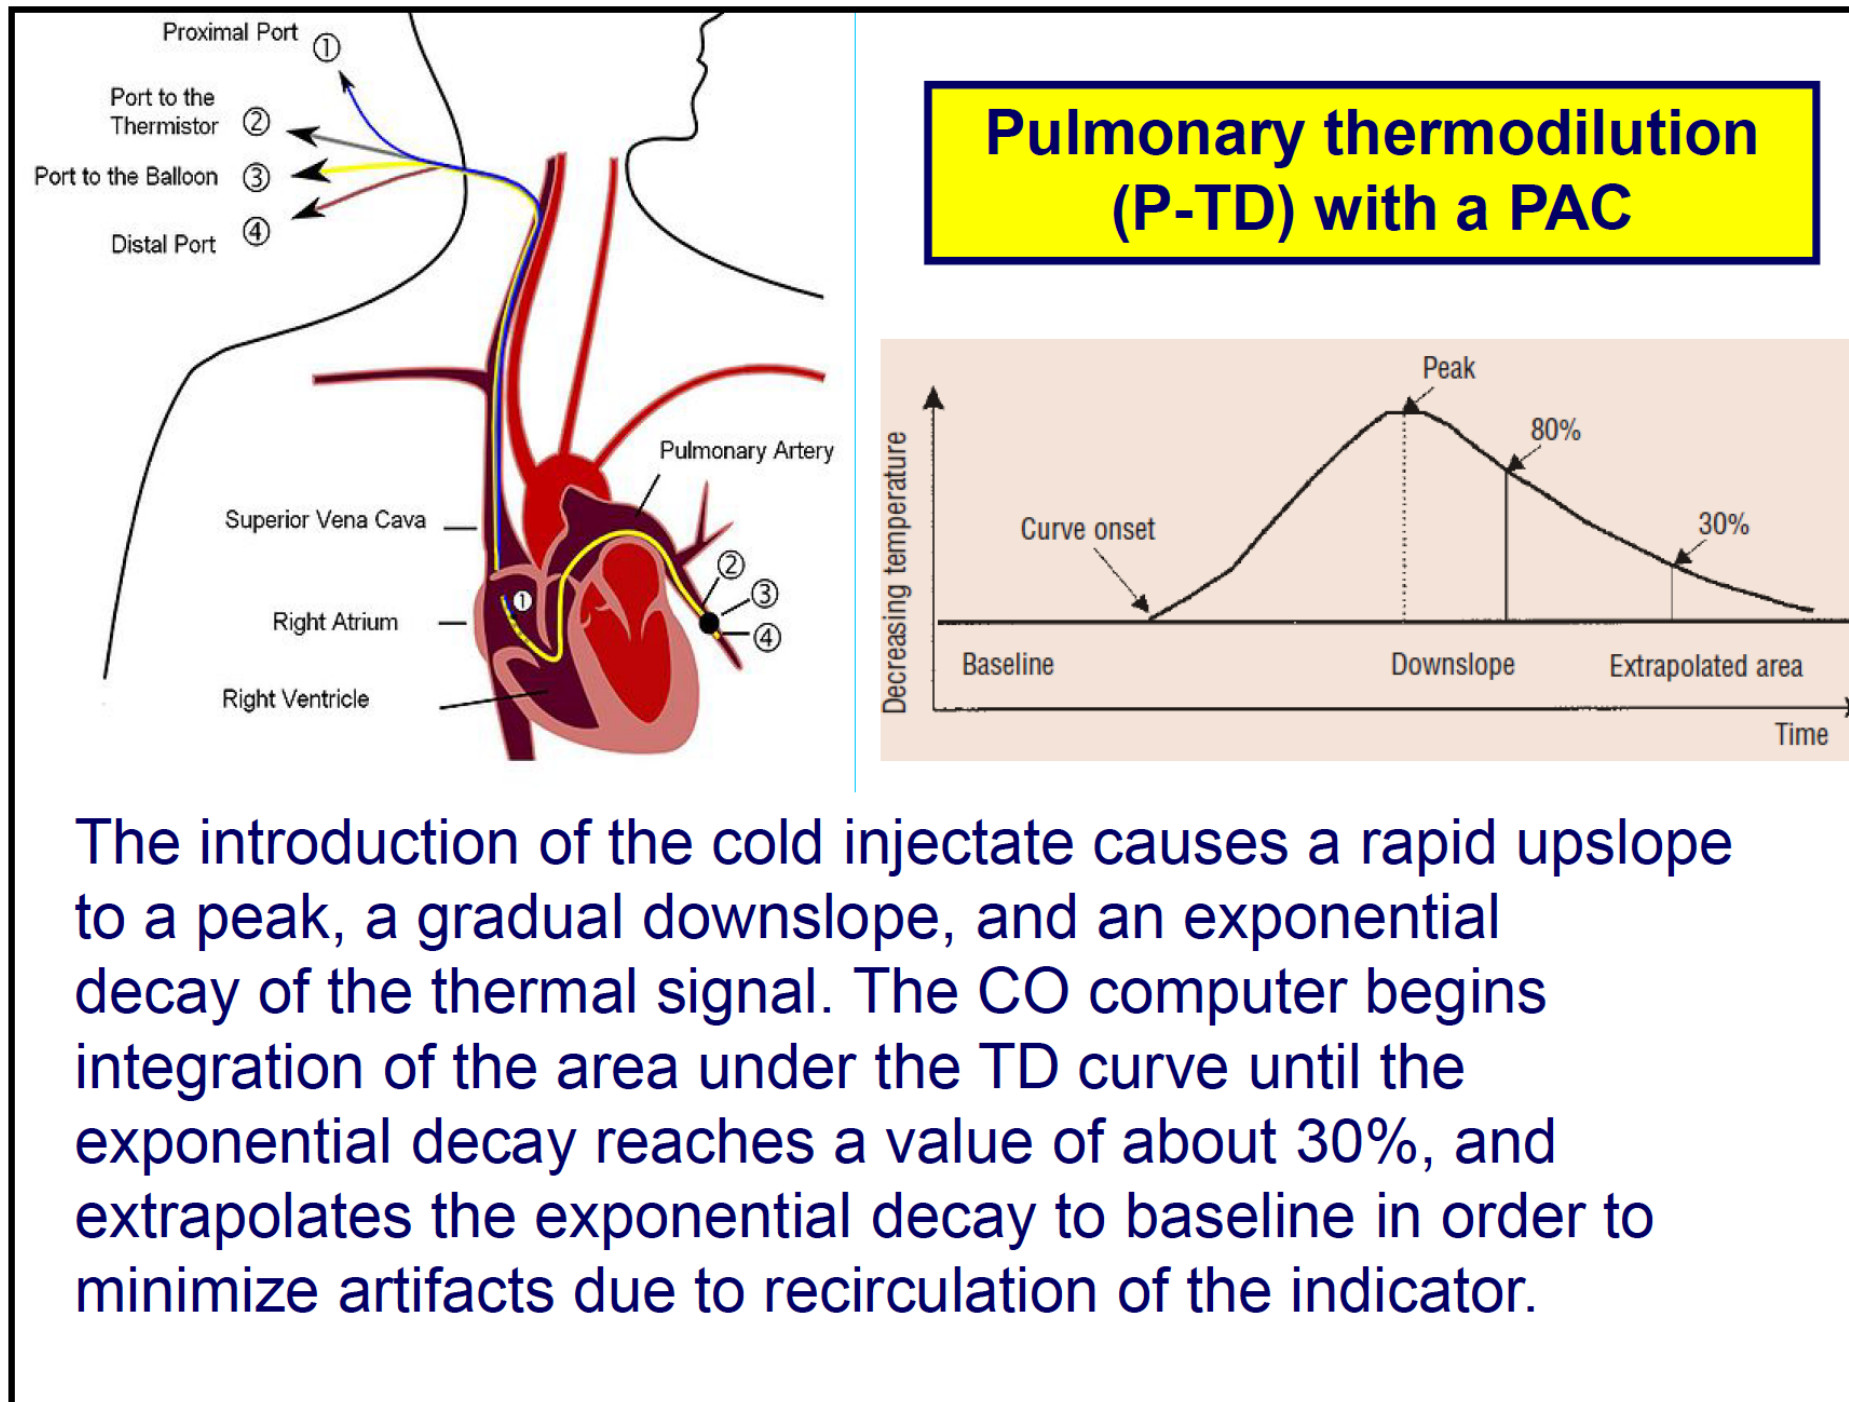 Proximal Port ①
Port to the
Thermistor ②
Port to the Balloon ③
Distal Port ④
Pulmonary Artery
Superior Vena Cava
Right Atrium
Right Ventricle
①
②
③
④
Pulmonary thermodilution
(P-TD) with a PAC
Peak
80%
30%
Curve onset
Decreasing temperature
Baseline
Downslope
Extrapolated area
Time
The introduction of the cold injectate causes a rapid upslope
to a peak, a gradual downslope, and an exponential
decay of the thermal signal. The CO computer begins
integration of the area under the TD curve until the
exponential decay reaches a value of about 30%, and
extrapolates the exponential decay to baseline in order to
minimize artifacts due to recirculation of the indicator.